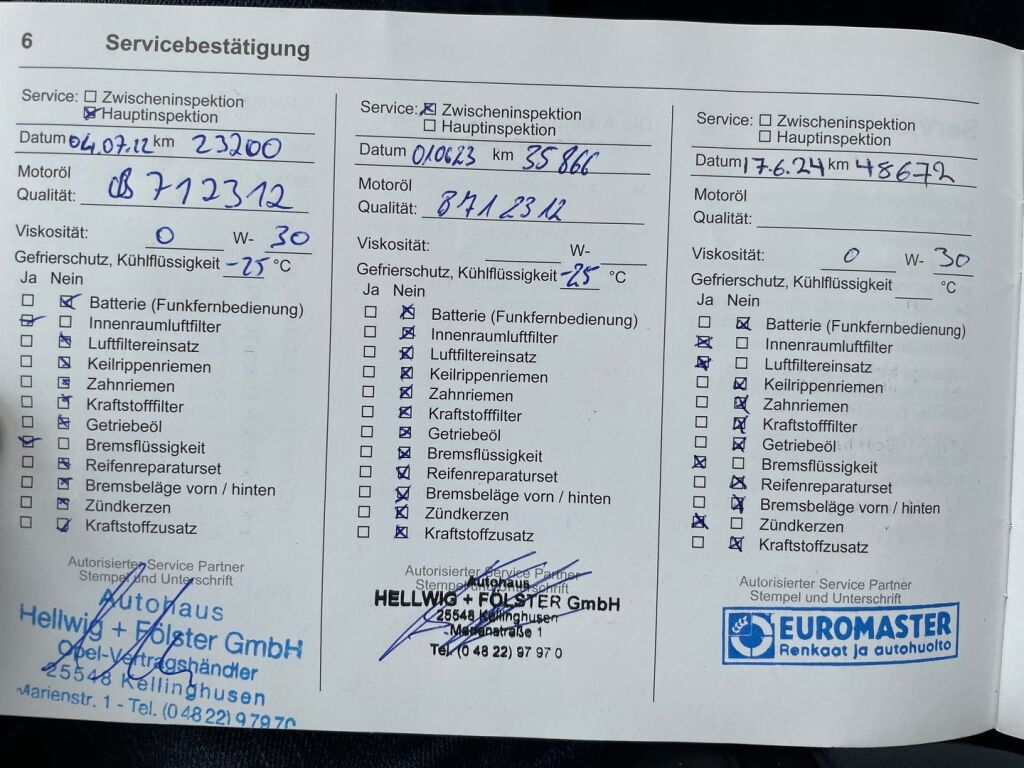 6 Servicebestätigung
Service: Zwischeninspektion
Hauptinspektion
Datum 04.07.22 km 23200
Motoröl
Qualität: B 712312
Viskosität: 0 W- 30
Gefrierschutz, Kühlflüssigkeit -25 °C
Ja Nein
Batterie (Funkfernbedienung)
Innenraumluftfilter
Luftfiltereinsatz
Keilrippenriemen
Zahnriemen
Kraftstofffilter
Getriebeöl
Bremsflüssigkeit
Reifenreparaturset
Bremsbeläge vorn / hinten
Zündkerzen
Kraftstoffzusatz
Autorisierter Service Partner
Stempel und Unterschrift
Autohaus
Hellwig + Fölster GmbH
Opel-Vertragshändler
25548 Kellinghusen
Marienstr. 1 - Tel. (0 48 22) 9 79 70
Service: Zwischeninspektion
Hauptinspektion
Datum 010623 km 35866
Motoröl
Qualität: B712312
Viskosität: W-
Gefrierschutz, Kühlflüssigkeit -25 °C
Ja Nein
Batterie (Funkfernbedienung)
Innenraumluftfilter
Luftfiltereinsatz
Keilrippenriemen
Zahnriemen
Kraftstofffilter
Getriebeöl
Bremsflüssigkeit
Reifenreparaturset
Bremsbeläge vorn / hinten
Zündkerzen
Kraftstoffzusatz
Autorisierter Service Partner
Stempel und Unterschrift
Autohaus
HELLWIG + FÖLSTER GmbH
25548 Kellinghusen
Marienstraße 1
Tel. (0 48 22) 97 97 0
Service: Zwischeninspektion
Hauptinspektion
Datum 17.6.24 km 48672
Motoröl
Qualität:
Viskosität: 0 W- 30
Gefrierschutz, Kühlflüssigkeit °C
Ja Nein
Batterie (Funkfernbedienung)
Innenraumluftfilter
Luftfiltereinsatz
Keilrippenriemen
Zahnriemen
Kraftstofffilter
Getriebeöl
Bremsflüssigkeit
Reifenreparaturset
Bremsbeläge vorn / hinten
Zündkerzen
Kraftstoffzusatz
Autorisierter Service Partner
Stempel und Unterschrift
EUROMASTER
Renkaat ja autohuolto